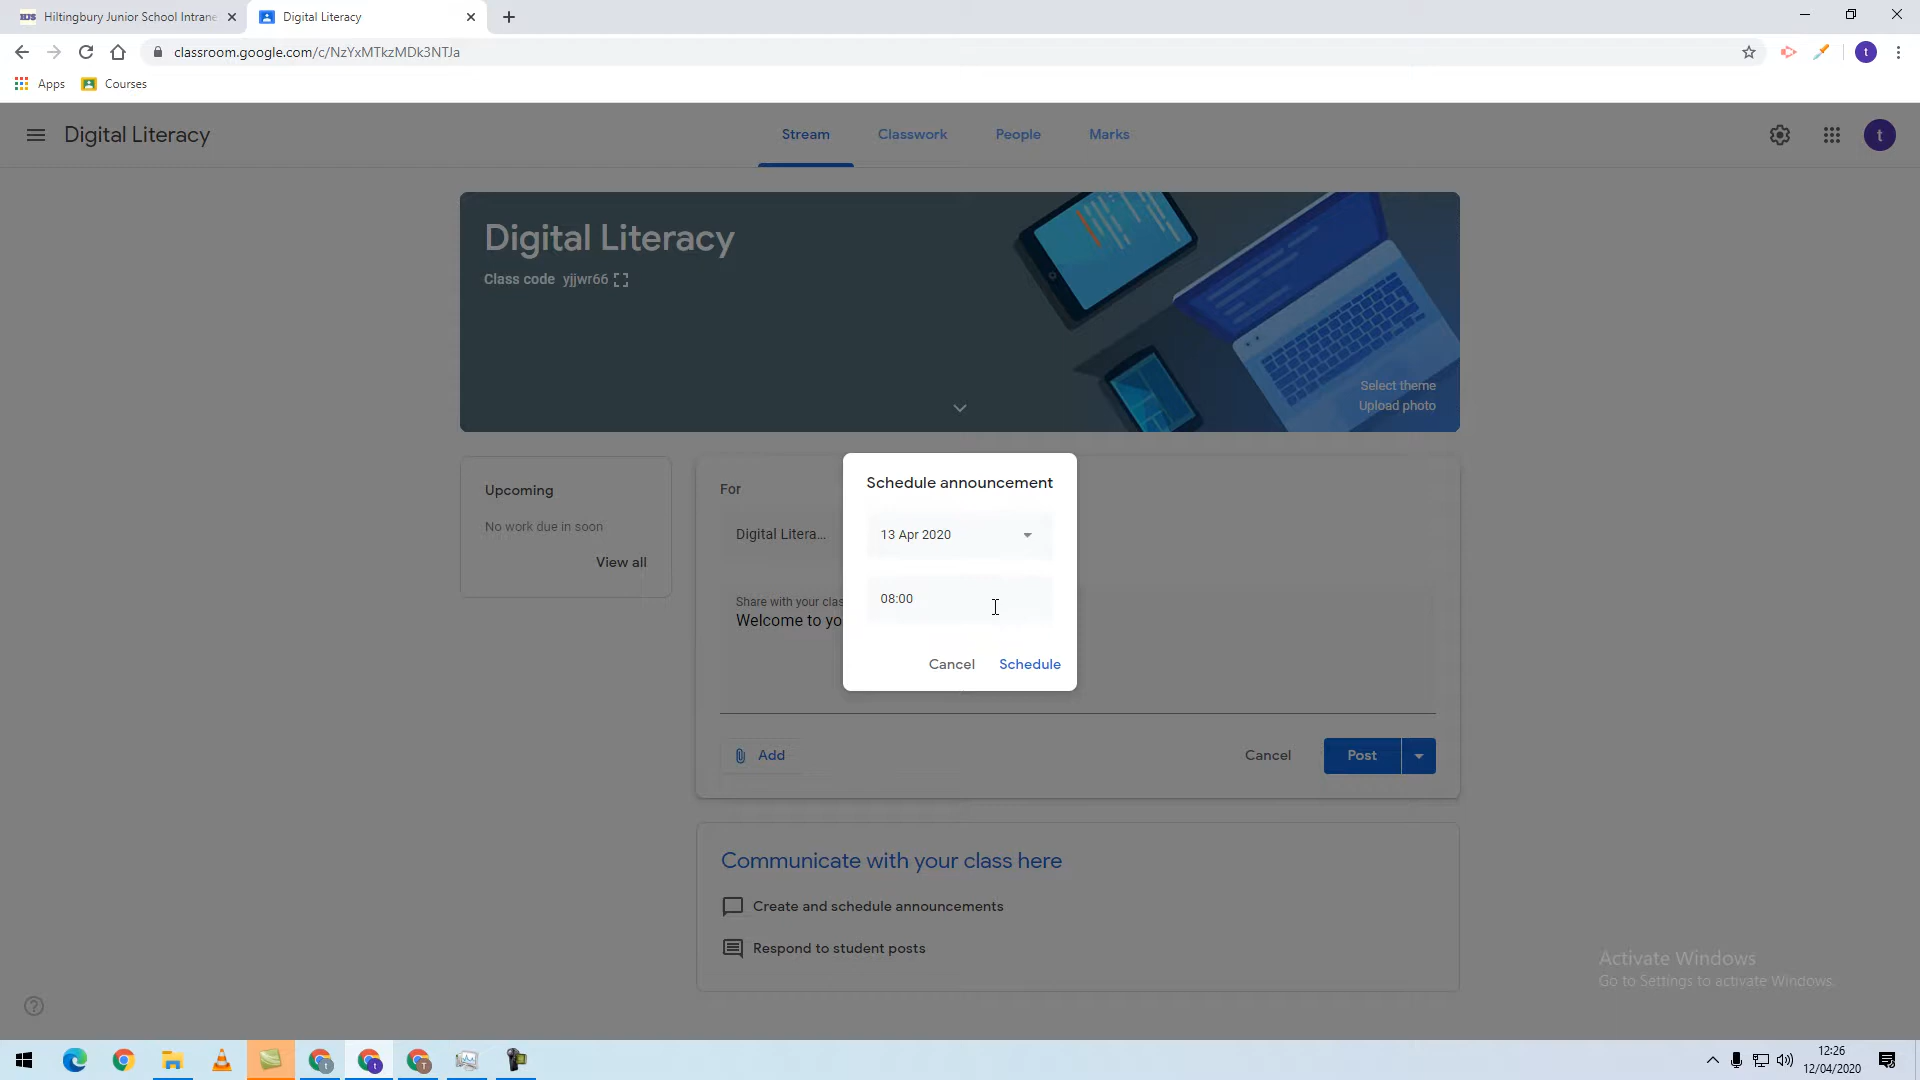 Hiltingbury Junior School Intrane
Digital Literacy
classroom.google.com/c/NzYxMTkzMDk3NTJa
t
Apps
Courses
Digital Literacy
Stream
Classwork
People
Marks
t
Digital Literacy
Class code yjjwr66
Select theme
Upload photo
Upcoming
No work due in soon
View all
For
Digital Litera...
Share with your clas
Welcome to yo
Schedule announcement
13 Apr 2020
08:00
Cancel
Schedule
Add
Cancel
Post
Communicate with your class here
Create and schedule announcements
Respond to student posts
Activate Windows
Go to Settings to activate Windows.
12:26
12/04/2020